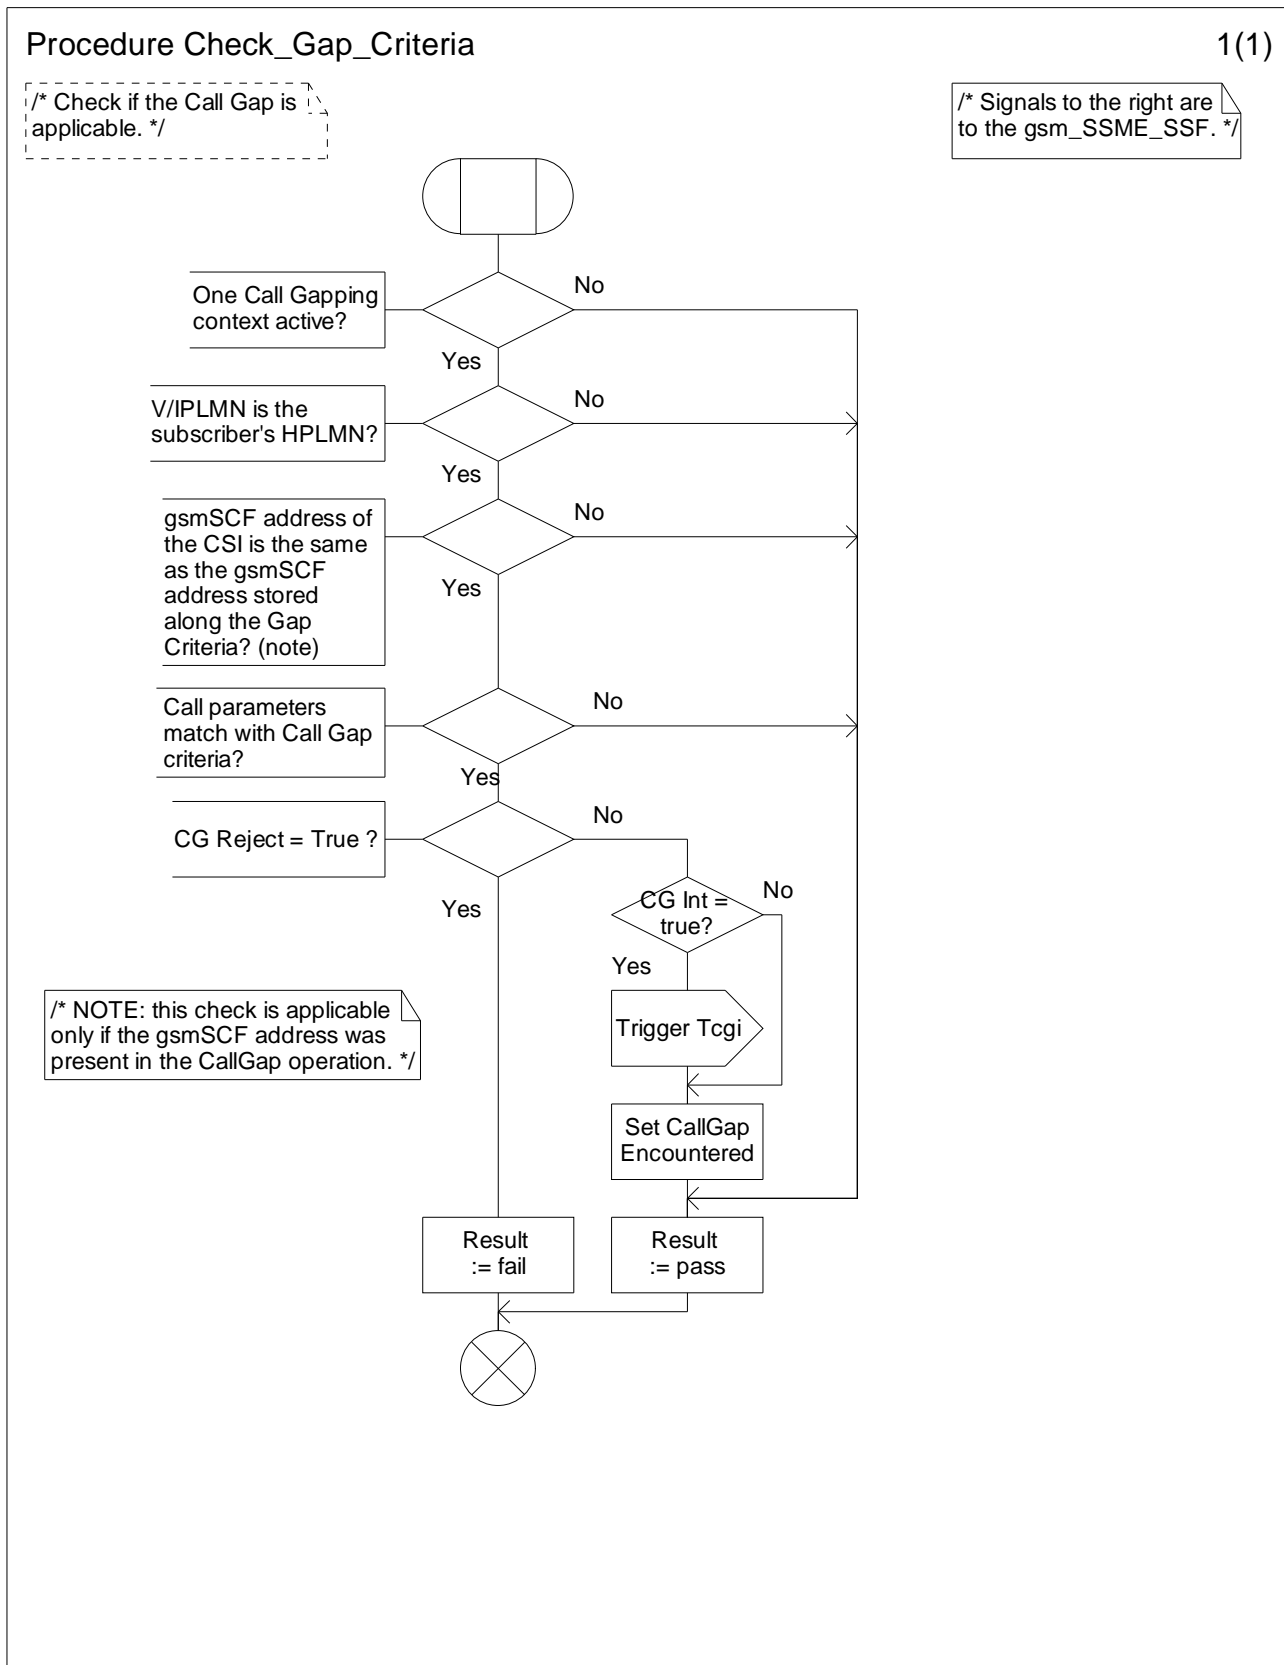 Procedure Check_Gap_Criteria
1(1)
/* Check if the Call Gap is
applicable. */
/* Signals to the right are
to the gsm_SSME_SSF. */
One Call Gapping
context active?
No
Yes
V/IPLMN is the
subscriber's HPLMN?
No
Yes
gsmSCF address of
the CSI is the same
as the gsmSCF
address stored
along the Gap
Criteria? (note)
No
Yes
Call parameters
match with Call Gap
criteria?
No
Yes
CG Reject = True ?
No
Yes
CG Int =
true?
No
Yes
Trigger Tcgi
/* NOTE: this check is applicable
only if the gsmSCF address was
present in the CallGap operation. */
Set CallGap
Encountered
Result
:= fail
Result
:= pass